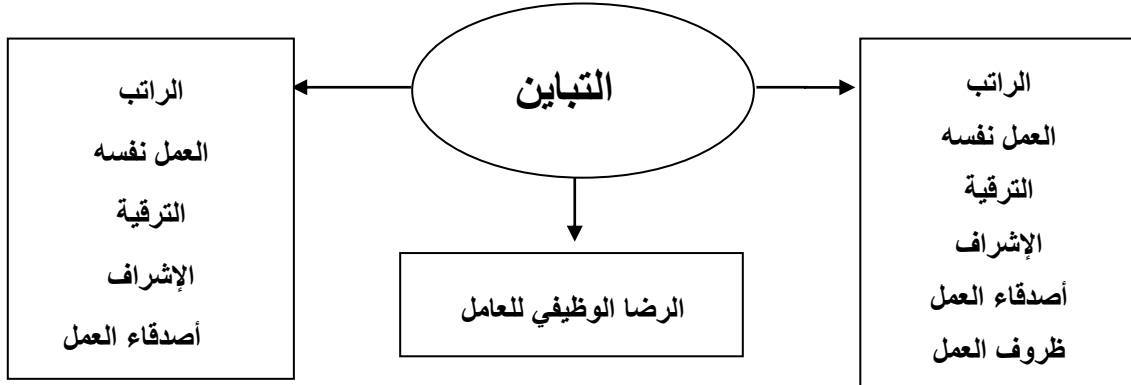 التباين
الراتب
العمل نفسه
الترقية
الإشراف
أصدقاء العمل
ظروف العمل
الرضا الوظيفي للعامل
الراتب
العمل نفسه
الترقية
الإشراف
أصدقاء العمل